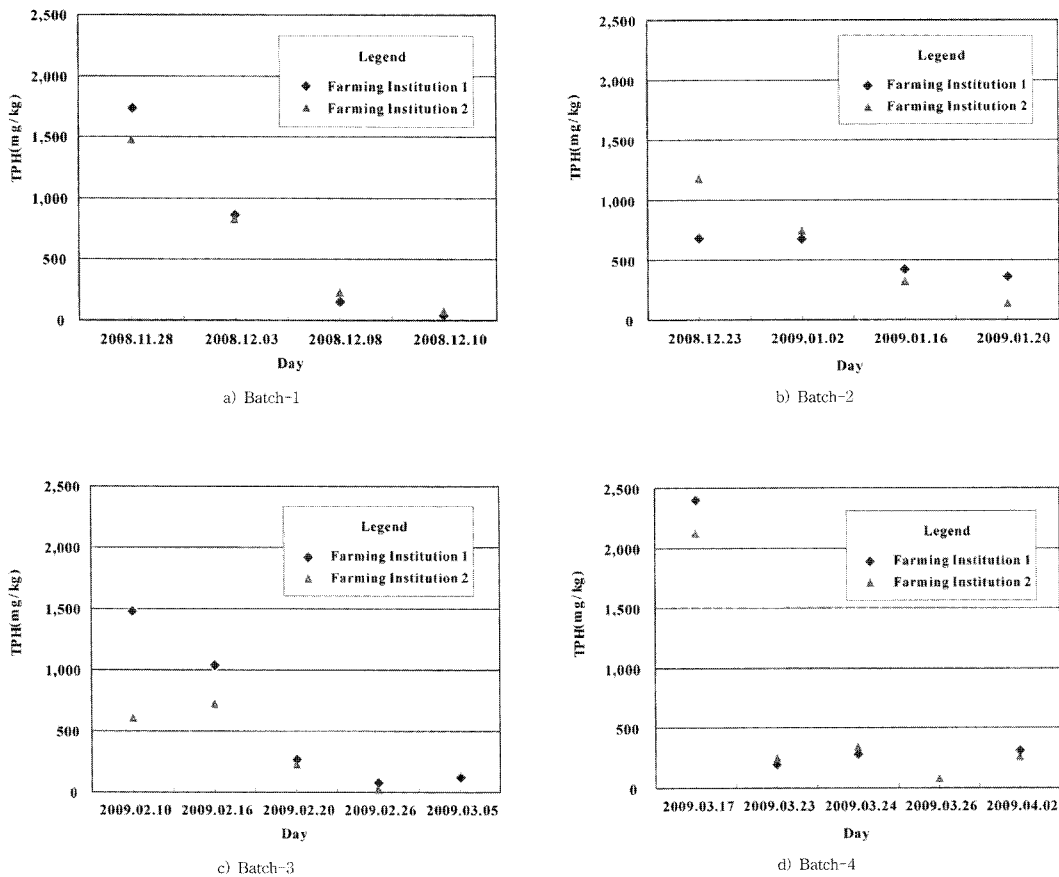 2,500
2,000
1,500
1,000
500
0
TPH(mg/kg)
Legend
Farming Institution 1
Farming Institution 2
2008.11.28 2008.12.03 2008.12.08 2008.12.10
Day
a) Batch-1
2,500
2,000
1,500
1,000
500
0
TPH(mg/kg)
Legend
Farming Institution 1
Farming Institution 2
2008.12.23 2009.01.02 2009.01.16 2009.01.20
Day
b) Batch-2
2,500
2,000
1,500
1,000
500
0
TPH(mg/kg)
Legend
Farming Institution 1
Farming Institution 2
2009.02.10 2009.02.16 2009.02.20 2009.02.26 2009.03.05
Day
c) Batch-3
2,500
2,000
1,500
1,000
500
0
TPH(mg/kg)
Legend
Farming Institution 1
Farming Institution 2
2009.03.17 2009.03.23 2009.03.24 2009.03.26 2009.04.02
Day
d) Batch-4